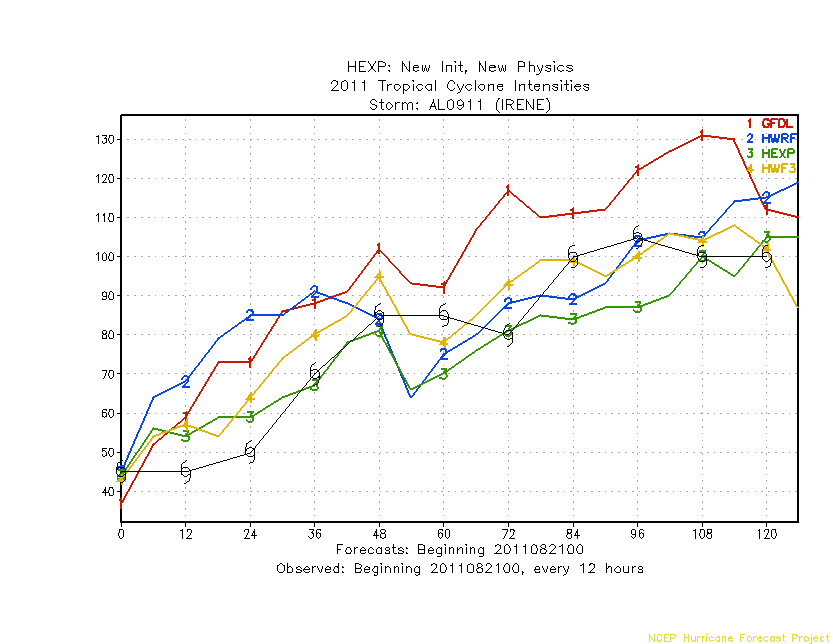 HEXP: New Init, New Physics
2011 Tropical Cyclone Intensities
Storm: AL0911 (IRENE)
1 GFDL
2 HWRF
3 HEXP
4 HWF3
130
120
110
100
90
80
70
60
50
40
0 12 24 36 48 60 72 84 96 108 120
Forecasts: Beginning 2011082100
Observed: Beginning 2011082100, every 12 hours
NCEP Hurricane Forecast Project